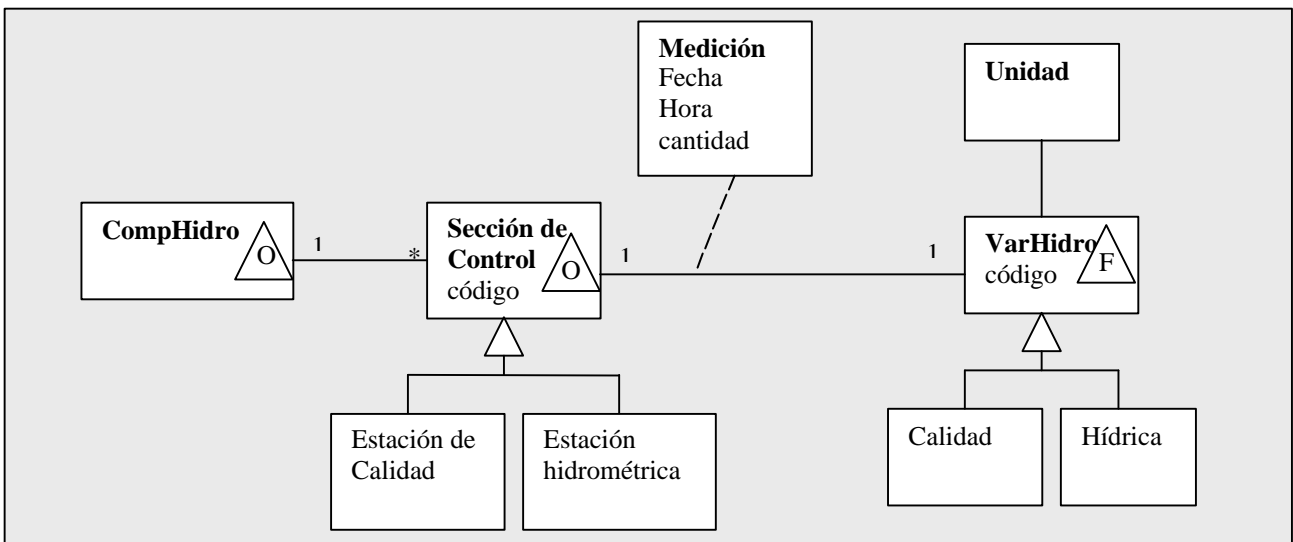 Medición
Fecha
Hora
cantidad
Unidad
CompHidro
O
1
*
Sección de
Control
código
O
1
1
VarHidro
código
F
Estación de
Calidad
Estación
hidrométrica
Calidad
Hídrica